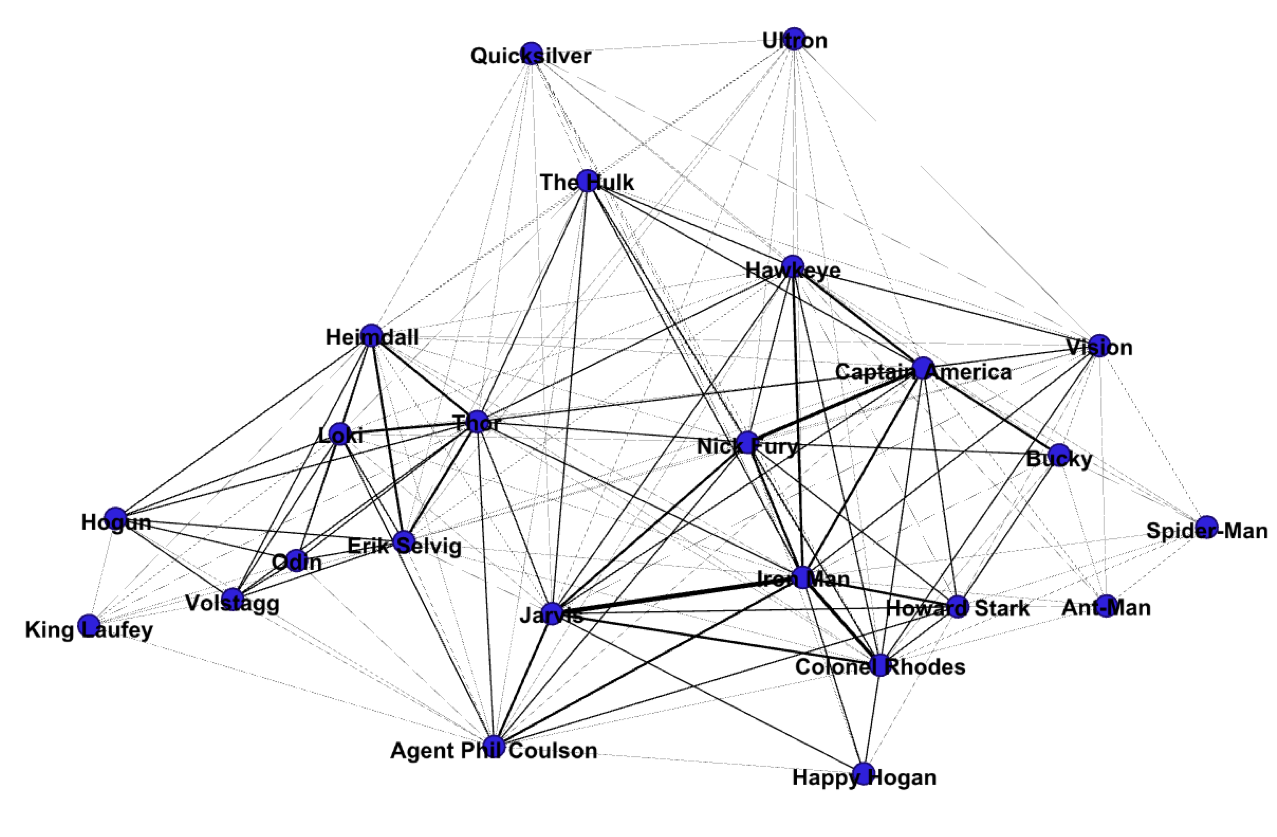 Ultron
Quicksilver
The Hulk
Hawkeye
Heimdall
Vision
Captain America
Thor
Loki
Nick Fury
Bucky
Hogun
Spider-Man
Erik Selvig
Odin
Iron Man
Volstagg
Howard Stark
Ant-Man
Jarvis
King Laufey
Colonel Rhodes
Agent Phil Coulson
Happy Hogan